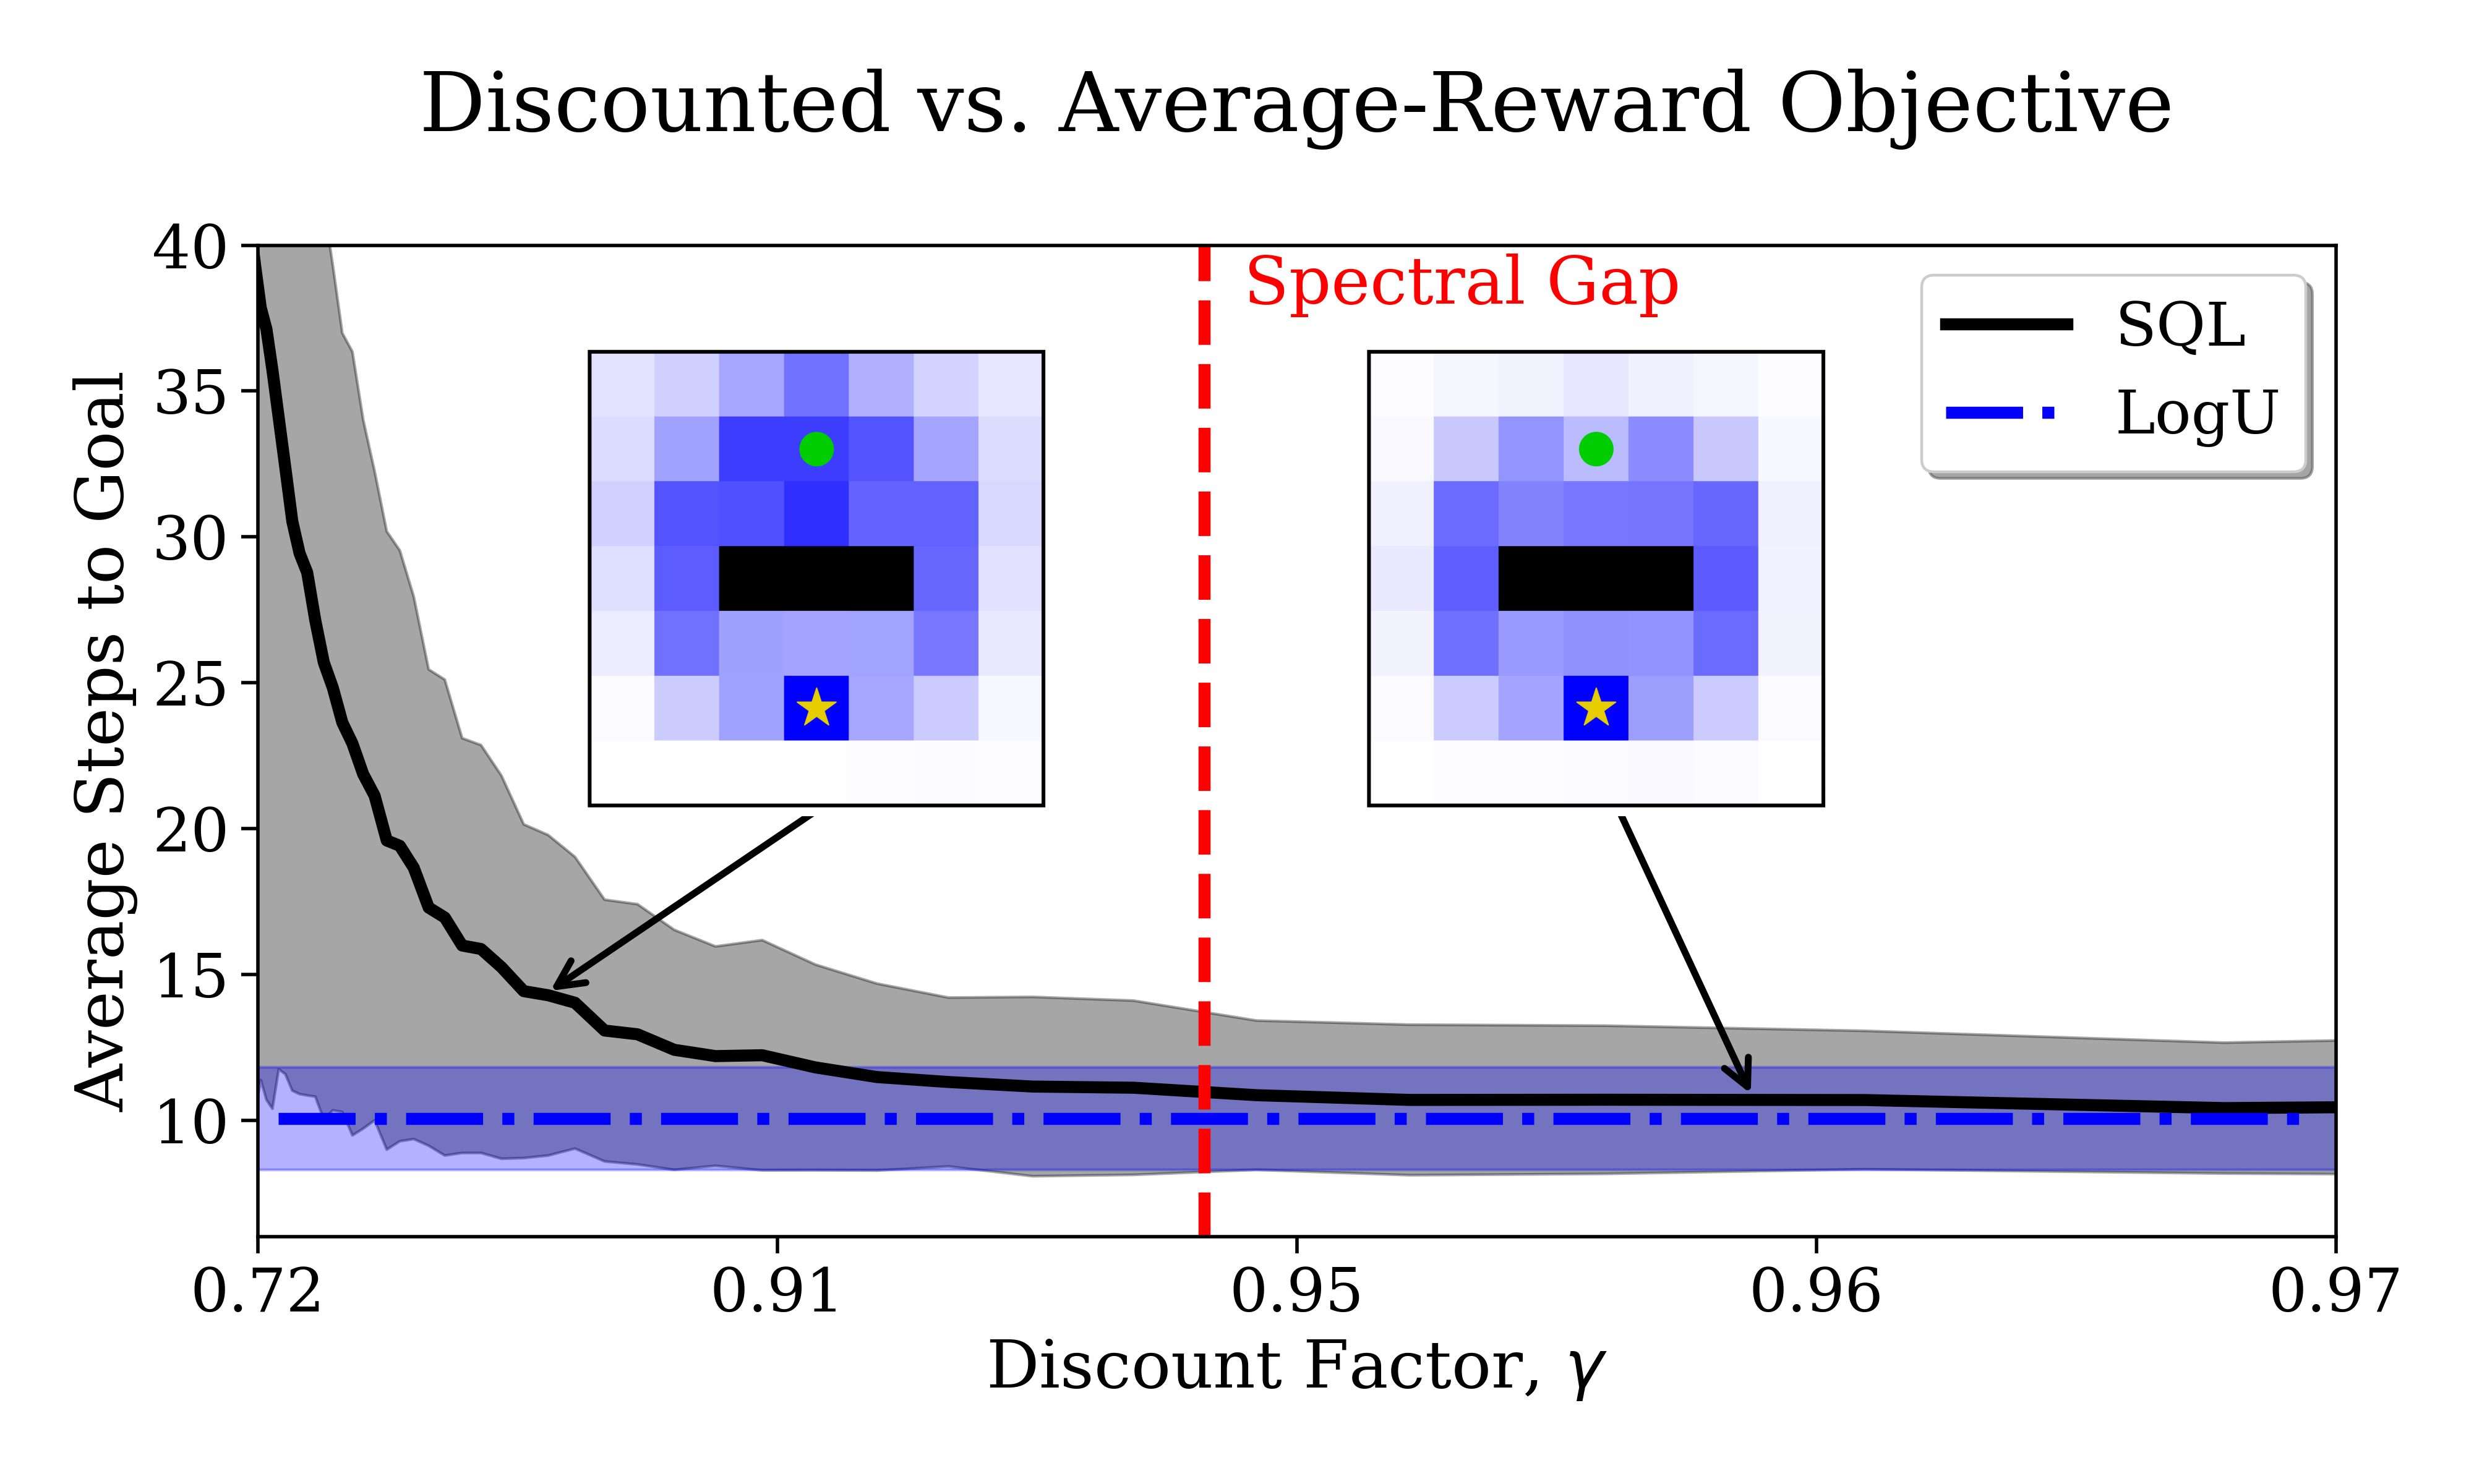 Discounted vs. Average-Reward Objective
Average Steps to Goal
40
35
30
25
20
15
10
Spectral Gap
SQL
LogU
0.72
0.91
0.95
0.96
0.97
Discount Factor, γ